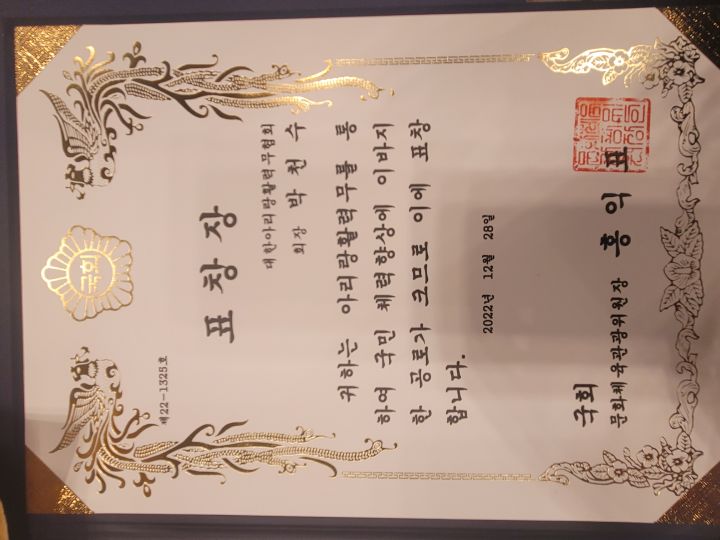 국회
제22-1325호
표창장
대한아리랑활력무협회
회장 박천수
귀하는 아리랑활력무를 통
하여 국민 체력향상에 이바지
한 공로가 크므로 이에 표창
합니다.
2022년 12월 28일
국회
문화체육관광위원장 홍익표